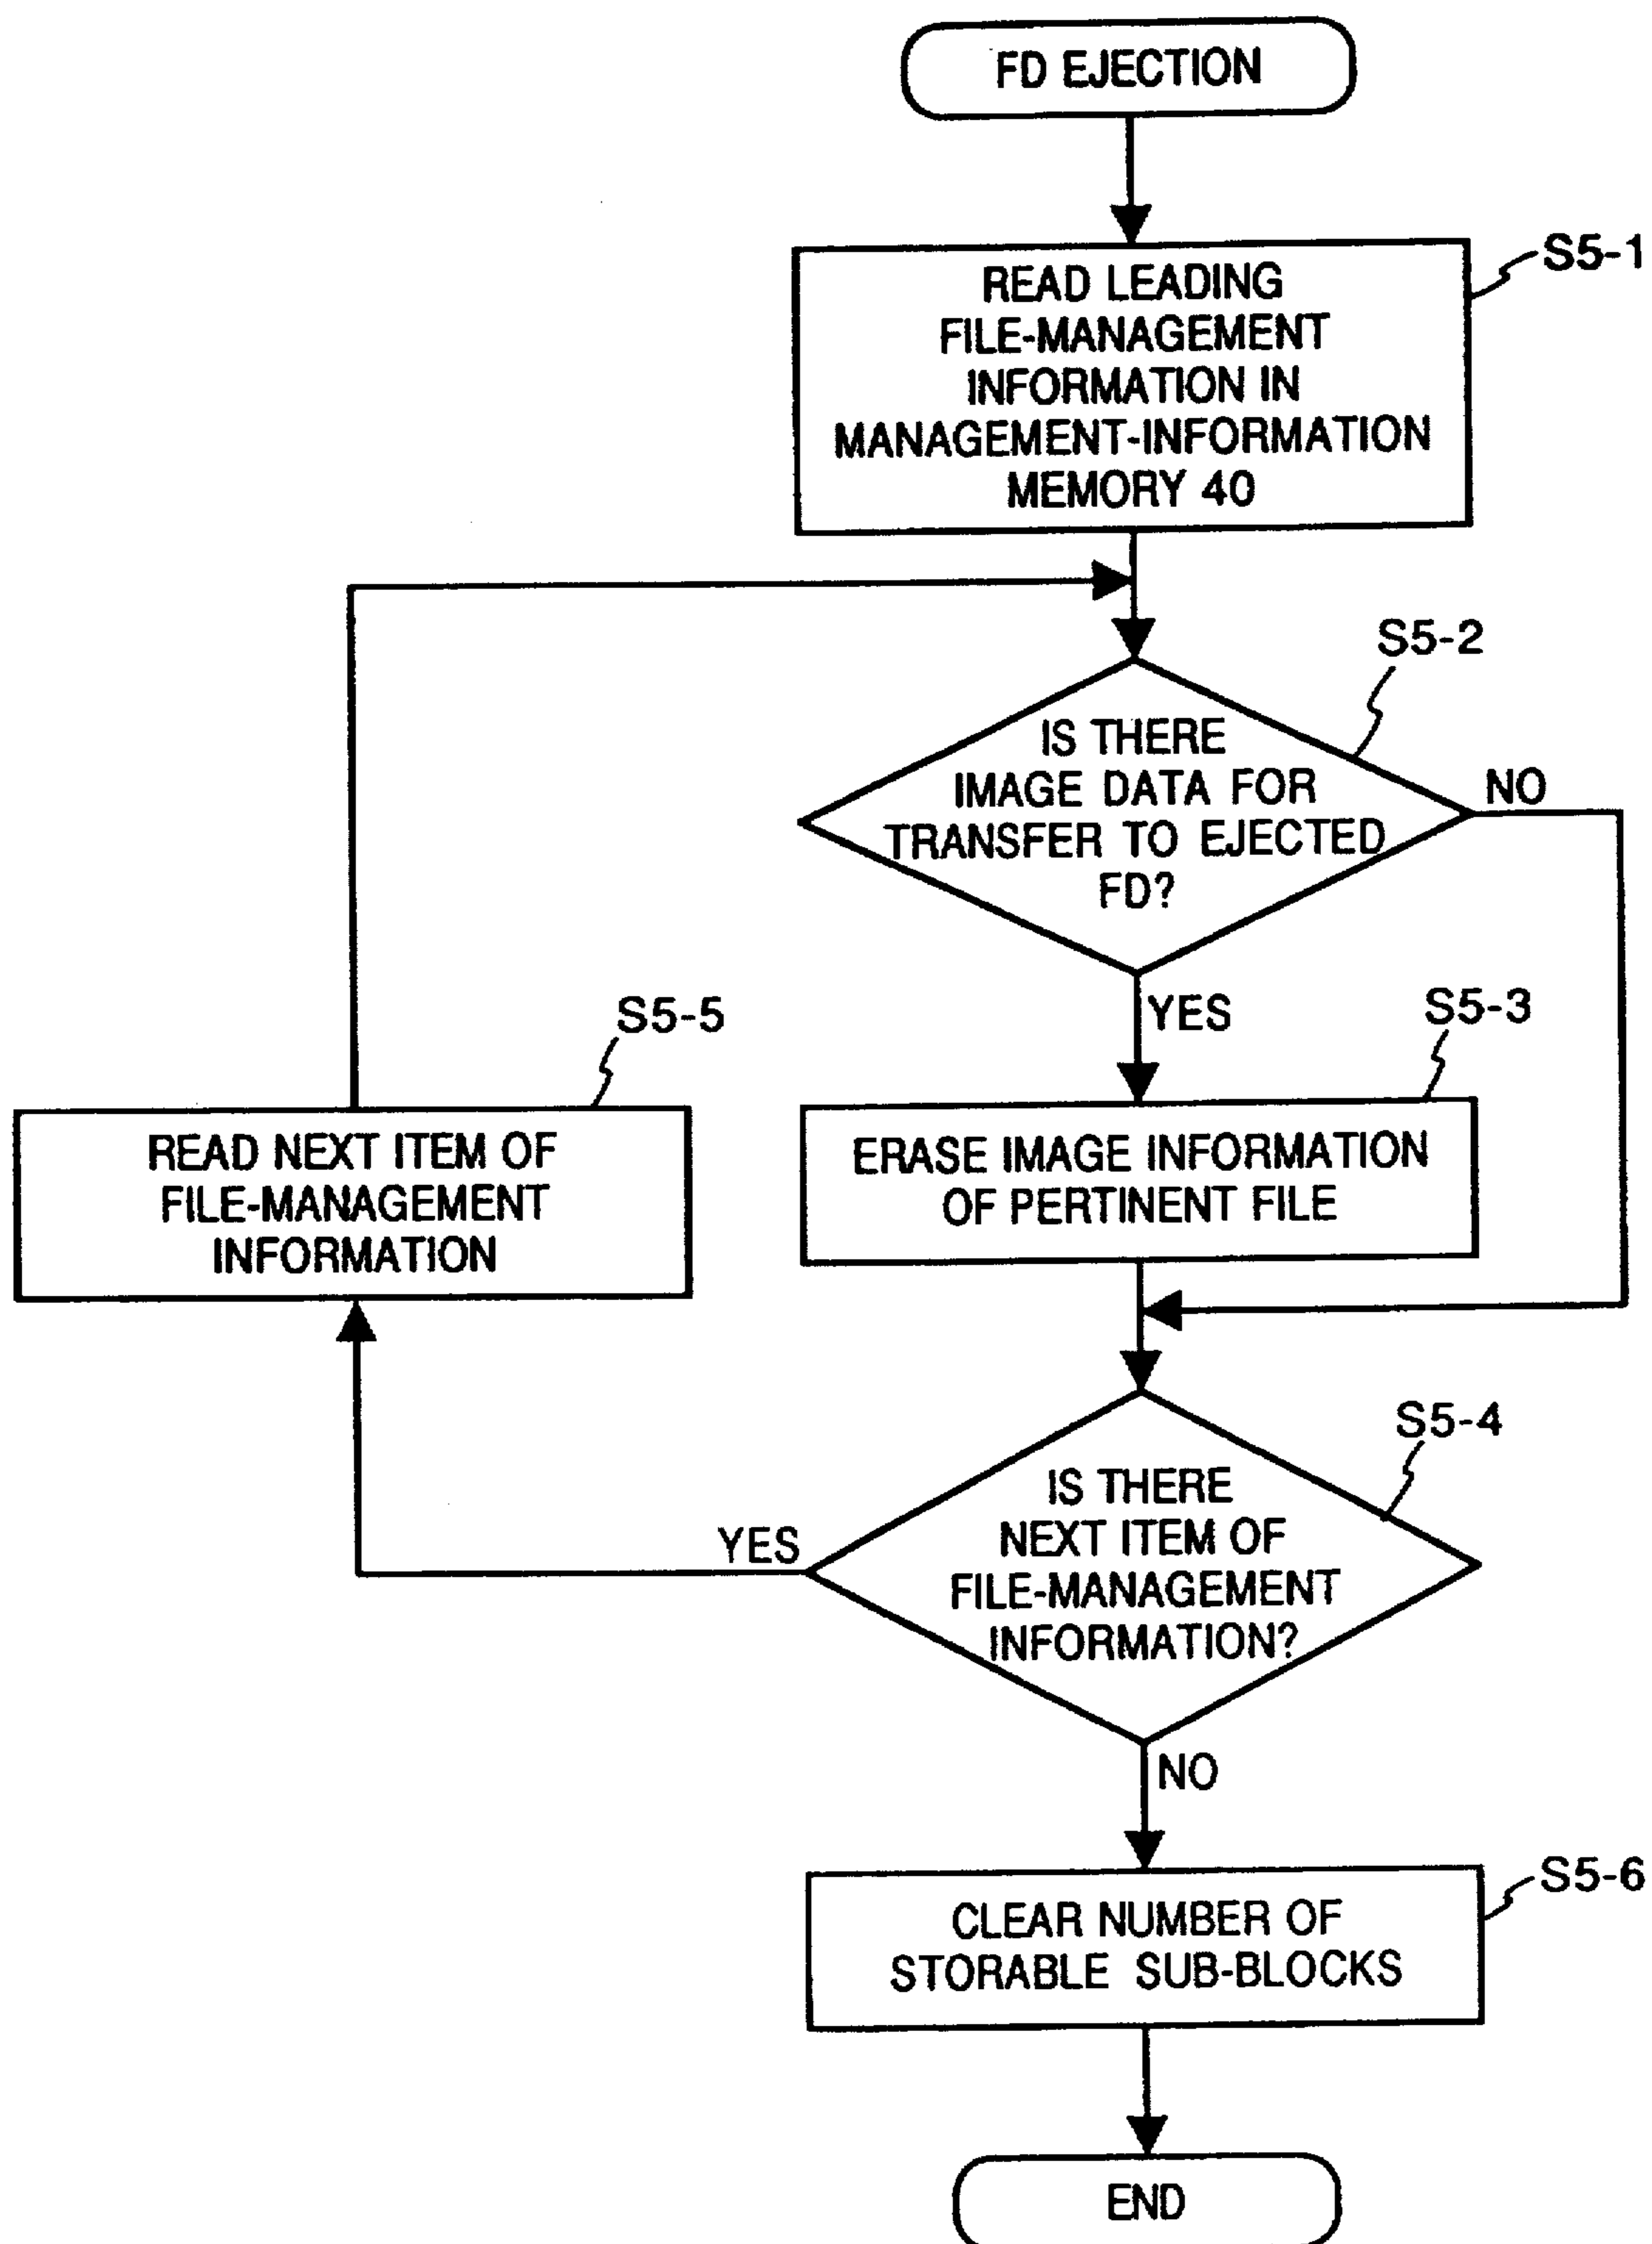 FD EJECTION
S5-1
READ LEADING
FILE-MANAGEMENT
INFORMATION IN
MANAGEMENT-INFORMATION
MEMORY 40
S5-2
IS THERE
IMAGE DATA FOR
TRANSFER TO EJECTED
FD?
NO
YES
S5-3
ERASE IMAGE INFORMATION
OF PERTINENT FILE
S5-5
READ NEXT ITEM OF
FILE-MANAGEMENT
INFORMATION
S5-4
IS THERE
NEXT ITEM OF
FILE-MANAGEMENT
INFORMATION?
YES
NO
S5-6
CLEAR NUMBER OF
STORABLE SUB-BLOCKS
END